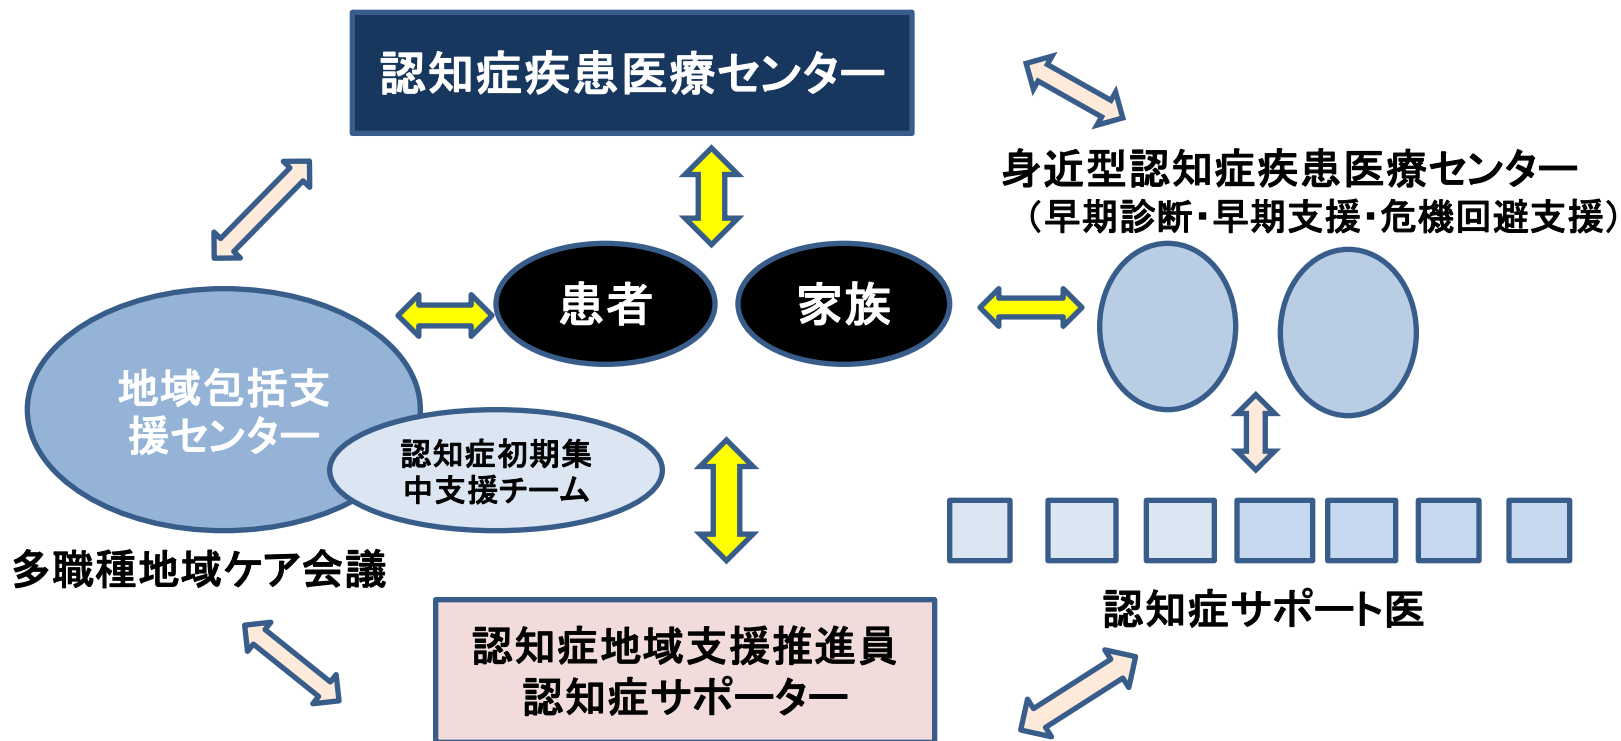 認知症疾患医療センター
身近型認知症疾患医療センター
（早期診断・早期支援・危機回避支援）
患者
家族
地域包括支
援センター
認知症初期集
中支援チーム
多職種地域ケア会議
認知症サポート医
認知症地域支援推進員
認知症サポーター